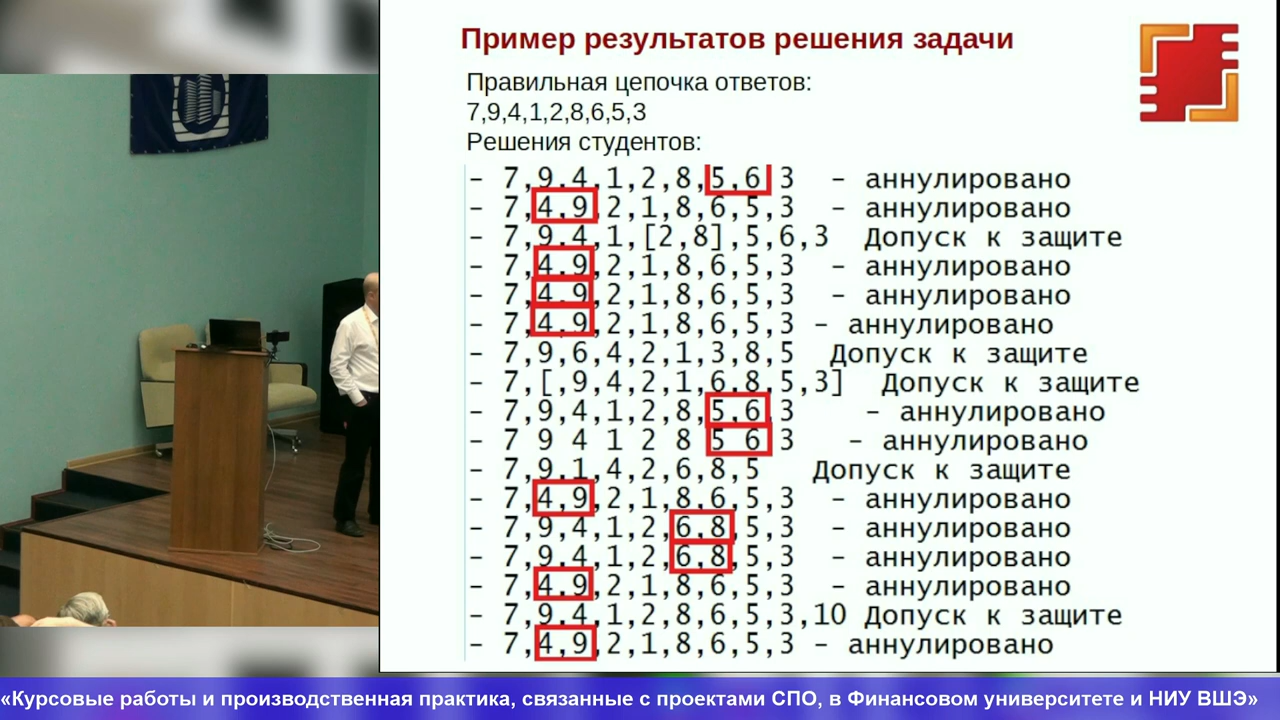 Пример результатов решения задачи
Правильная цепочка ответов:
7,9,4,1,2,8,6,5,3
Решения студентов:
– 7,9,4,1,2,8,5,6,3 – аннулировано
– 7,4,9,2,1,8,6,5,3 – аннулировано
– 7,9,4,1,[2,8],5,6,3 Допуск к защите
– 7,4,9,2,1,8,6,5,3 – аннулировано
– 7,4,9,2,1,8,6,5,3 – аннулировано
– 7,4,9,2,1,8,6,5,3 – аннулировано
– 7,9,6,4,2,1,3,8,5 Допуск к защите
– 7,[,9,4,2,1,6,8,5,3] Допуск к защите
– 7,9,4,1,2,8,5,6,3 – аннулировано
– 7 9 4 1 2 8 5 6 3 – аннулировано
– 7,9,1,4,2,6,8,5 Допуск к защите
– 7,4,9,2,1,8,6,5,3 – аннулировано
– 7,9,4,1,2,6,8,5,3 – аннулировано
– 7,9,4,1,2,6,8,5,3 – аннулировано
– 7,4,9,2,1,8,6,5,3 – аннулировано
– 7,9,4,1,2,8,6,5,3,10 Допуск к защите
– 7,4,9,2,1,8,6,5,3 – аннулировано
«Курсовые работы и производственная практика, связанные с проектами СПО, в Финансовом университете и НИУ ВШЭ»